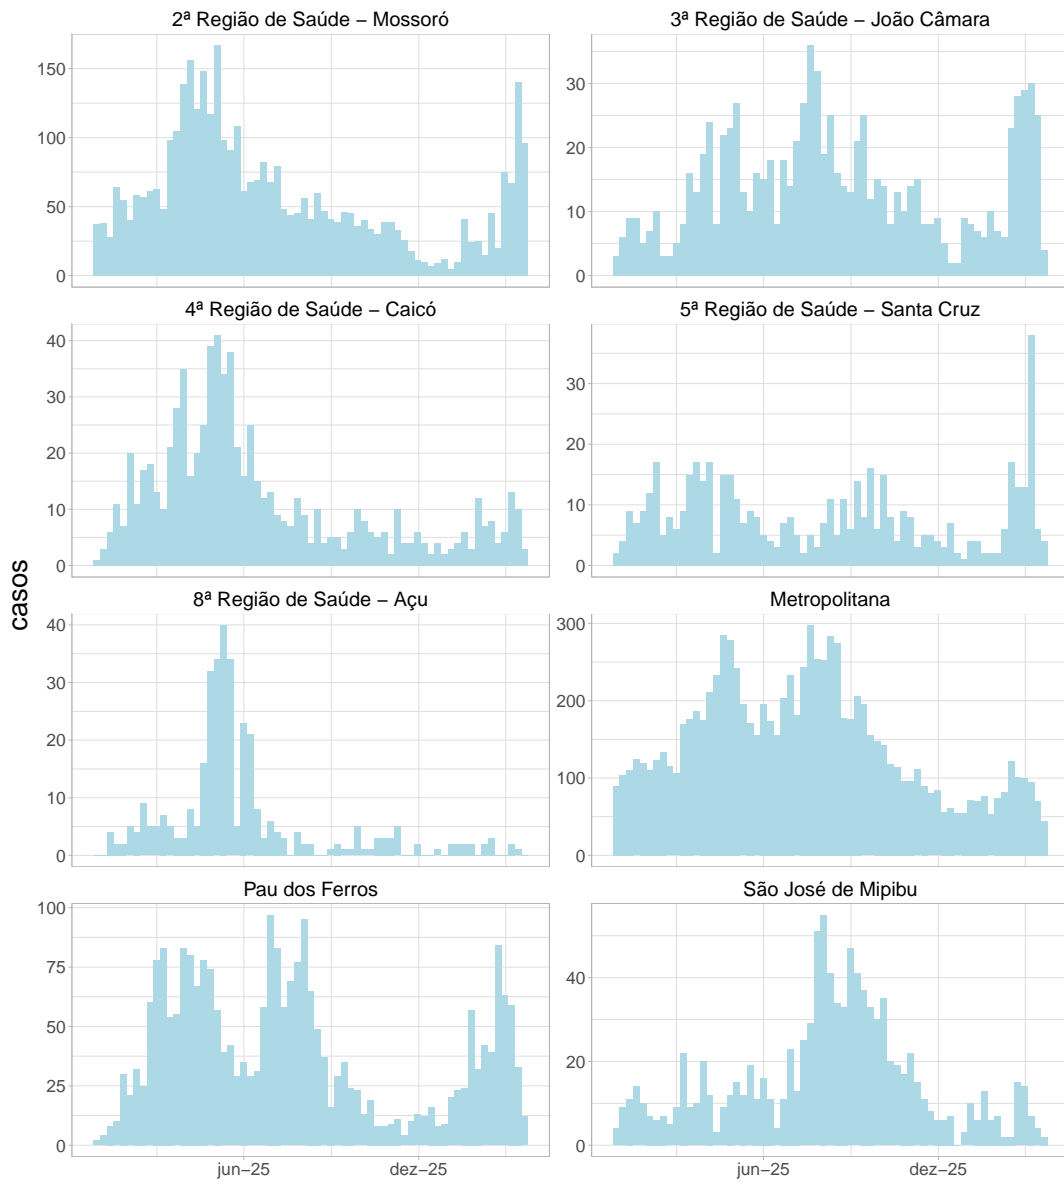 2ª Região de Saúde – Mossoró
3ª Região de Saúde – João Câmara
150
100
50
0
30
20
10
0
4ª Região de Saúde – Caicó
5ª Região de Saúde – Santa Cruz
40
30
20
10
0
30
20
10
0
casos
8ª Região de Saúde – Açu
Metropolitana
40
30
20
10
0
300
200
100
0
Pau dos Ferros
São José de Mipibu
100
75
50
25
0
40
20
0
jun–25
dez–25
jun–25
dez–25